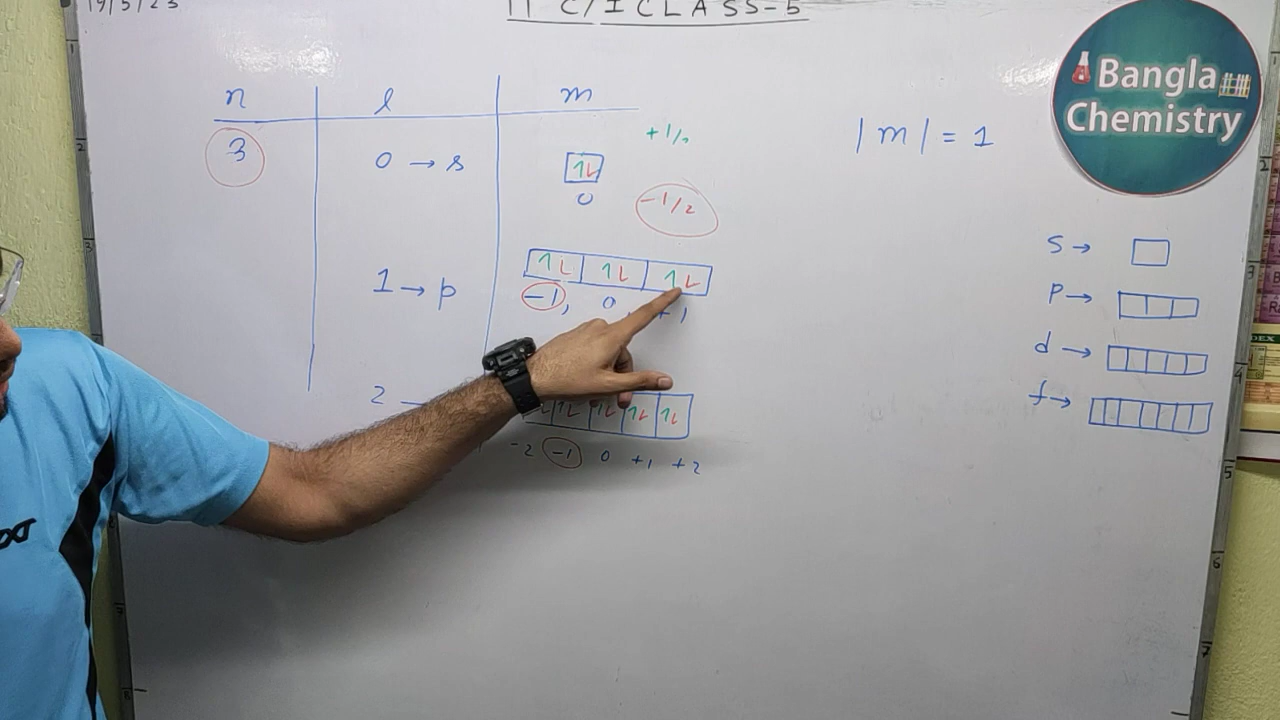 19/5/23
11 C/I CLASS-5
Bangla
Chemistry
n l m
3 0 → s ↑⇂
0
+1/2
-1/2
|m| = 1
1 → p ↑⇂ ↑⇂ ↑⇂
-1, 0, +1
2 →
↑⇂ ↑⇂ ↑⇂ ↑⇂
-2 -1 0 +1 +2
S →
P →
d →
f →